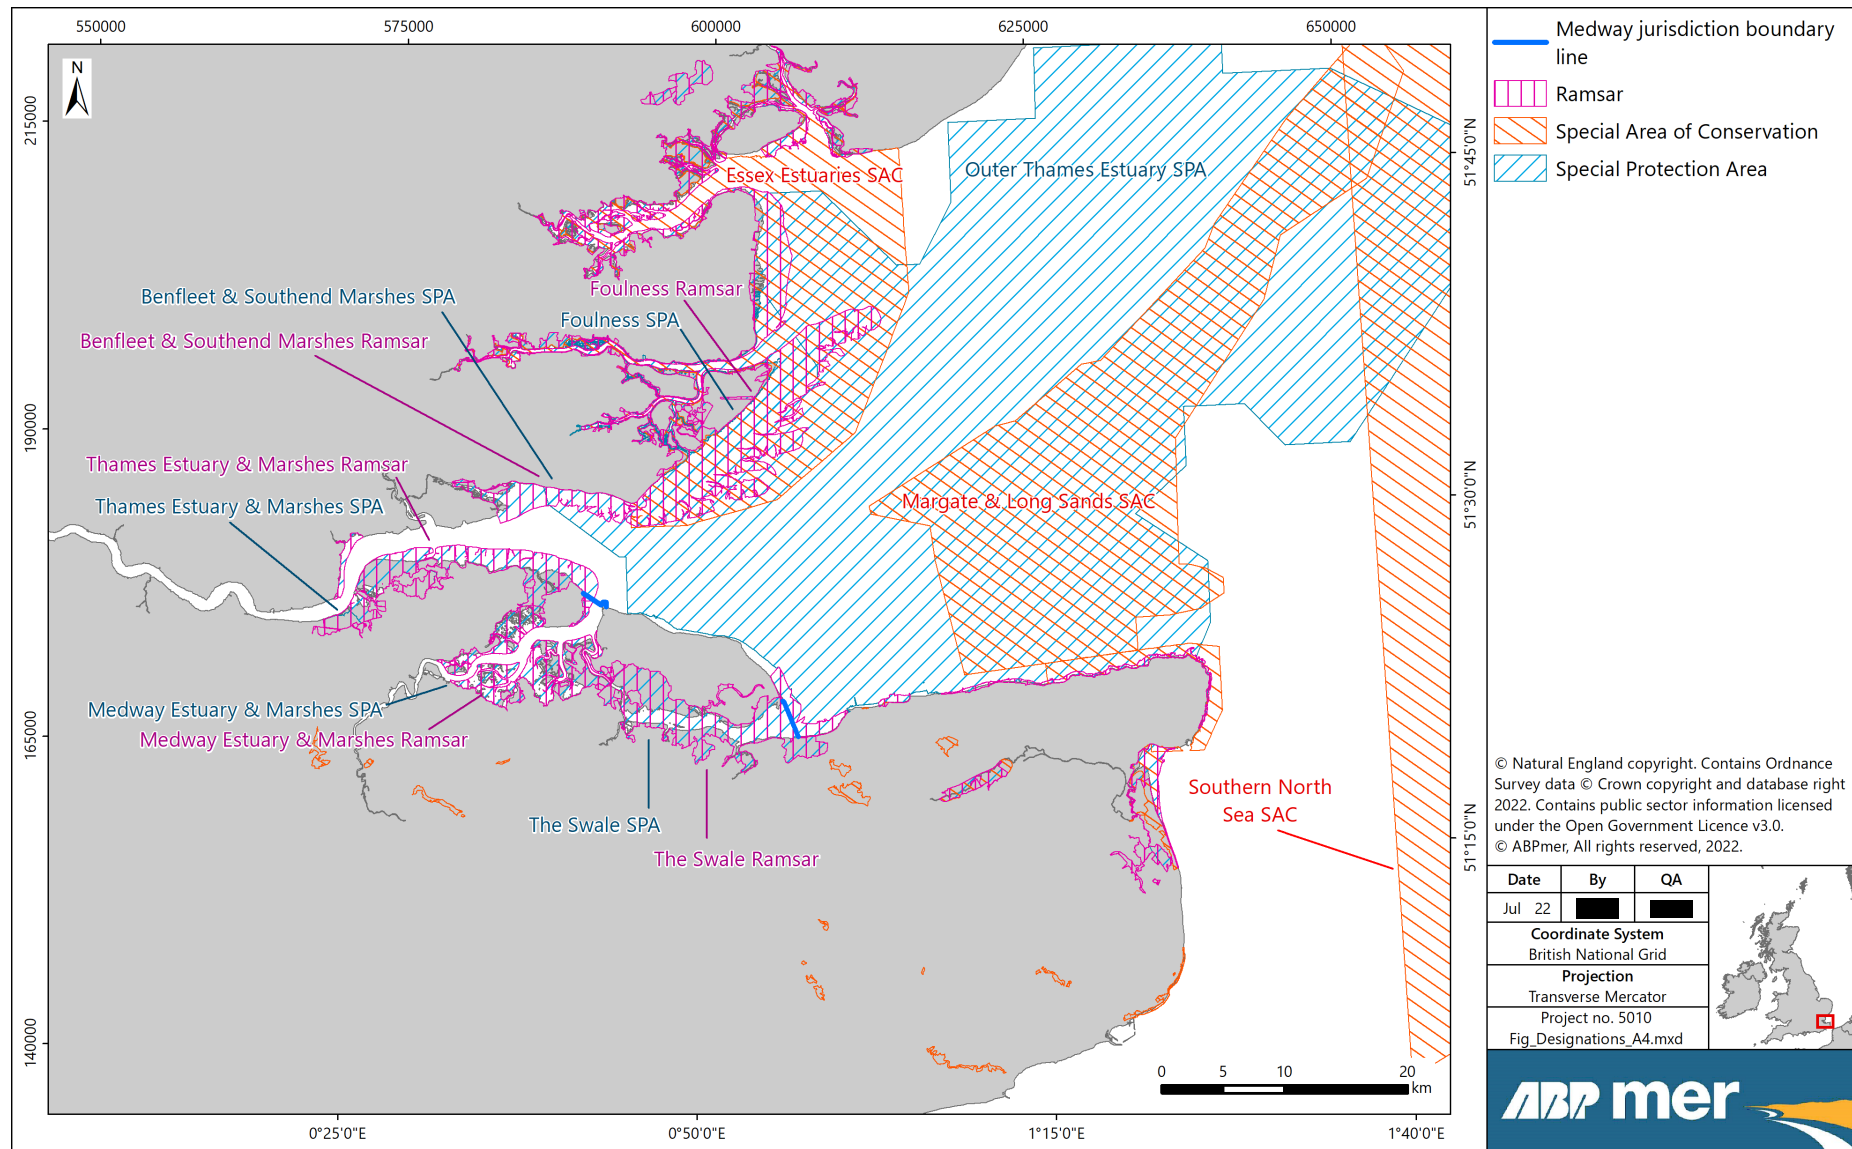 550000
575000
600000
625000
650000
N
215000
190000
165000
140000
51°45'0"N
51°30'0"N
51°15'0"N
0°25'0"E
0°50'0"E
1°15'0"E
1°40'0"E
Essex Estuaries SAC
Outer Thames Estuary SPA
Foulness Ramsar
Benfleet & Southend Marshes SPA
Foulness SPA
Benfleet & Southend Marshes Ramsar
Thames Estuary & Marshes Ramsar
Margate & Long Sands SAC
Thames Estuary & Marshes SPA
Medway Estuary & Marshes SPA
Medway Estuary & Marshes Ramsar
Southern North
Sea SAC
The Swale SPA
The Swale Ramsar
0 5 10 20
km
Medway jurisdiction boundary
line
Ramsar
Special Area of Conservation
Special Protection Area
© Natural England copyright. Contains Ordnance
Survey data © Crown copyright and database right
2022. Contains public sector information licensed
under the Open Government Licence v3.0.
© ABPmer, All rights reserved, 2022.
Date By QA
Jul 22
Coordinate System
British National Grid
Projection
Transverse Mercator
Project no. 5010
Fig_Designations_A4.mxd
ABPmer